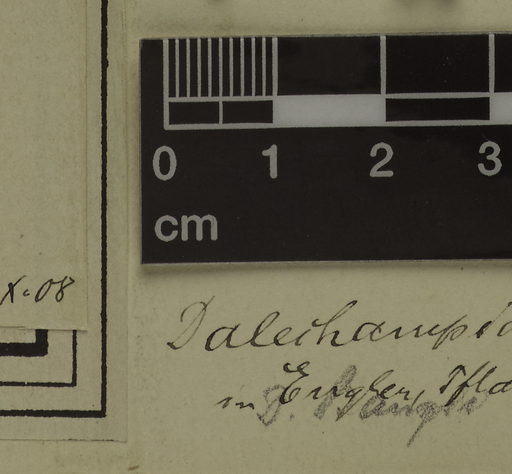 0 1 2 3
cm
X.08
Dalechampia
in Engler, Pfla